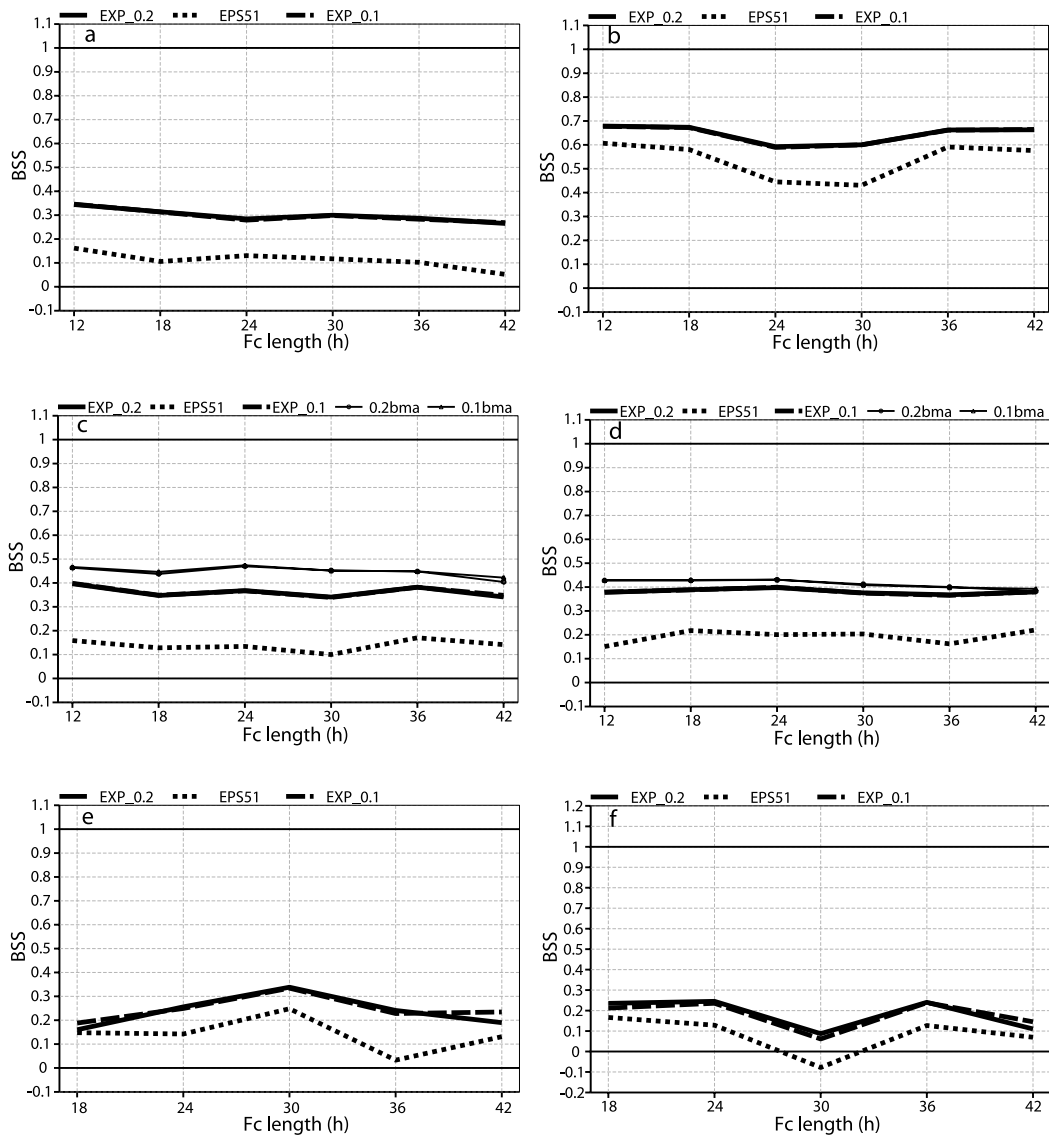 EXP_0.2 EPS51 EXP_0.1
a
BSS
1.1
1
0.9
0.8
0.7
0.6
0.5
0.4
0.3
0.2
0.1
0
-0.1
12 18 24 30 36 42
Fc length (h)
EXP_0.2 EPS51 EXP_0.1
b
BSS
1.1
1
0.9
0.8
0.7
0.6
0.5
0.4
0.3
0.2
0.1
0
-0.1
12 18 24 30 36 42
Fc length (h)
EXP_0.2 EPS51 EXP_0.1 0.2bma 0.1bma
c
BSS
1.1
1
0.9
0.8
0.7
0.6
0.5
0.4
0.3
0.2
0.1
0
-0.1
12 18 24 30 36 42
Fc length (h)
EXP_0.2 EPS51 EXP_0.1 0.2bma 0.1bma
d
BSS
1.1
1
0.9
0.8
0.7
0.6
0.5
0.4
0.3
0.2
0.1
0
-0.1
12 18 24 30 36 42
Fc length (h)
EXP_0.2 EPS51 EXP_0.1
e
BSS
1.1
1
0.9
0.8
0.7
0.6
0.5
0.4
0.3
0.2
0.1
0
-0.1
18 24 30 36 42
Fc length (h)
EXP_0.2 EPS51 EXP_0.1
f
BSS
1.2
1.1
1
0.9
0.8
0.7
0.6
0.5
0.4
0.3
0.2
0.1
0
-0.1
-0.2
18 24 30 36 42
Fc length (h)